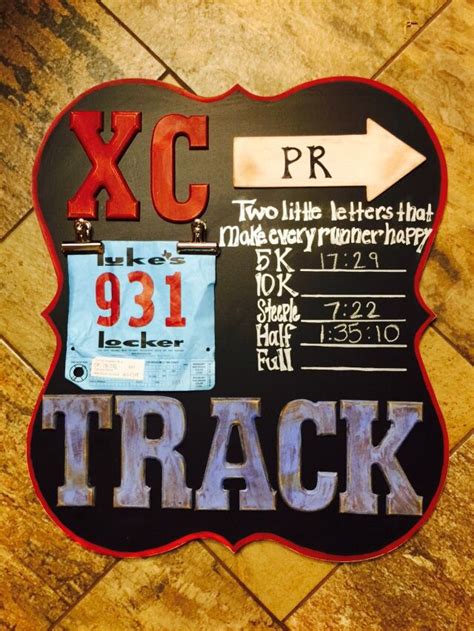 XC
PR
Two little letters that
make every runner happy
5K 17:29
10K
Steeple 7:22
Half 1:35:10
Full
luke's
931
locker
TRACK